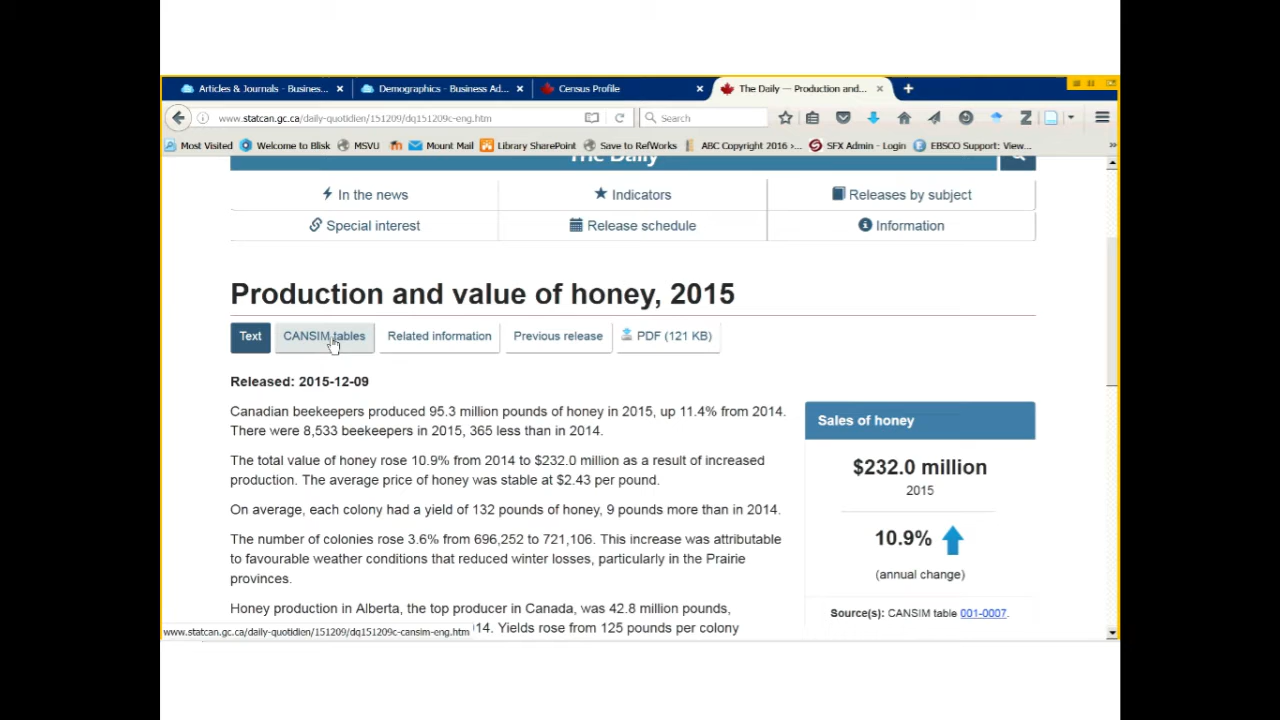 Articles & Journals - Busines...
Demographics - Business Ad...
Census Profile
The Daily — Production and...
www.statcan.gc.ca/daily-quotidien/151209/dq151209c-eng.htm
Search
Most Visited
Welcome to Blisk
MSVU
Mount Mail
Library SharePoint
Save to RefWorks
ABC Copyright 2016 >...
SFX Admin - Login
EBSCO Support: View...
The Daily
In the news
Indicators
Releases by subject
Special interest
Release schedule
Information
Production and value of honey, 2015
Text
CANSIM tables
Related information
Previous release
PDF (121 KB)
Released: 2015-12-09
Canadian beekeepers produced 95.3 million pounds of honey in 2015, up 11.4% from 2014.
There were 8,533 beekeepers in 2015, 365 less than in 2014.
The total value of honey rose 10.9% from 2014 to $232.0 million as a result of increased
production. The average price of honey was stable at $2.43 per pound.
On average, each colony had a yield of 132 pounds of honey, 9 pounds more than in 2014.
The number of colonies rose 3.6% from 696,252 to 721,106. This increase was attributable
to favourable weather conditions that reduced winter losses, particularly in the Prairie
provinces.
Honey production in Alberta, the top producer in Canada, was 42.8 million pounds,
14. Yields rose from 125 pounds per colony
Sales of honey
$232.0 million
2015
10.9%
(annual change)
Source(s): CANSIM table 001-0007.
www.statcan.gc.ca/daily-quotidien/151209/dq151209c-cansim-eng.htm